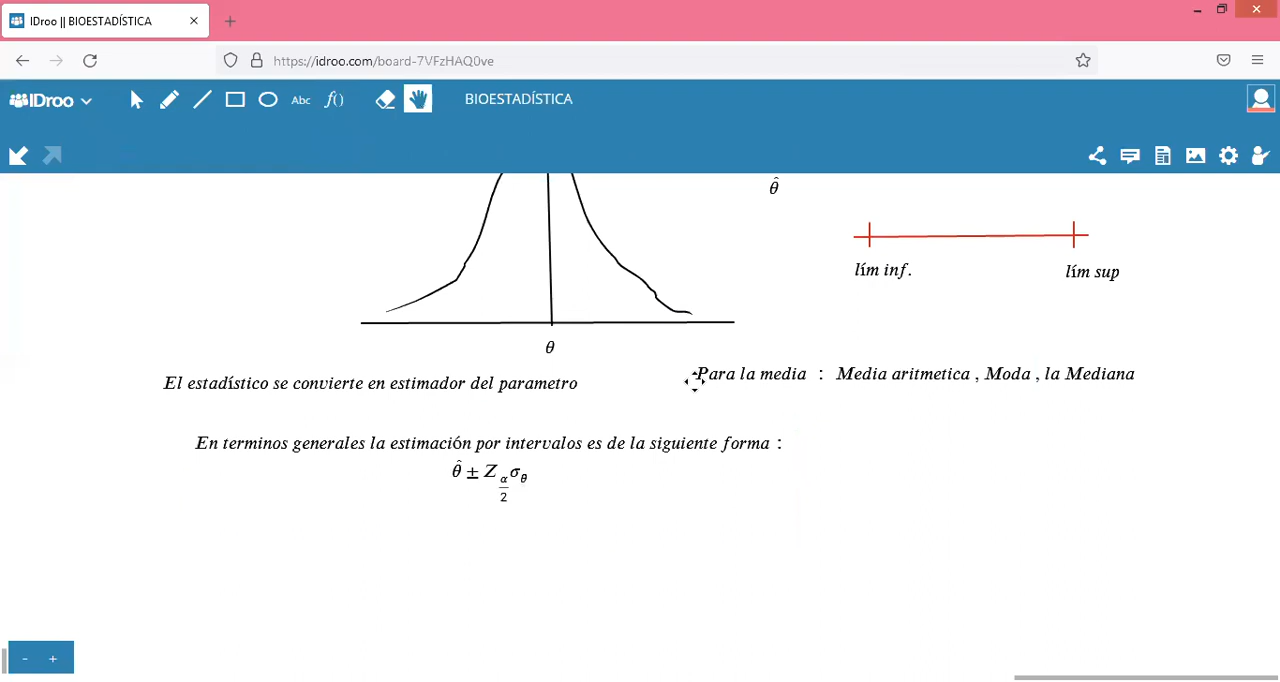 IDroo || BIOESTADÍSTICA
https://idroo.com/board-7VFzHAQ0ve
IDroo
Abc
f()
BIOESTADÍSTICA
θ̂
lím inf.
lím sup
θ
El estadístico se convierte en estimador del parametro
Para la media : Media aritmetica , Moda , la Mediana
En terminos generales la estimación por intervalos es de la siguiente forma :
θ̂ ± Z α/2 σθ
- +